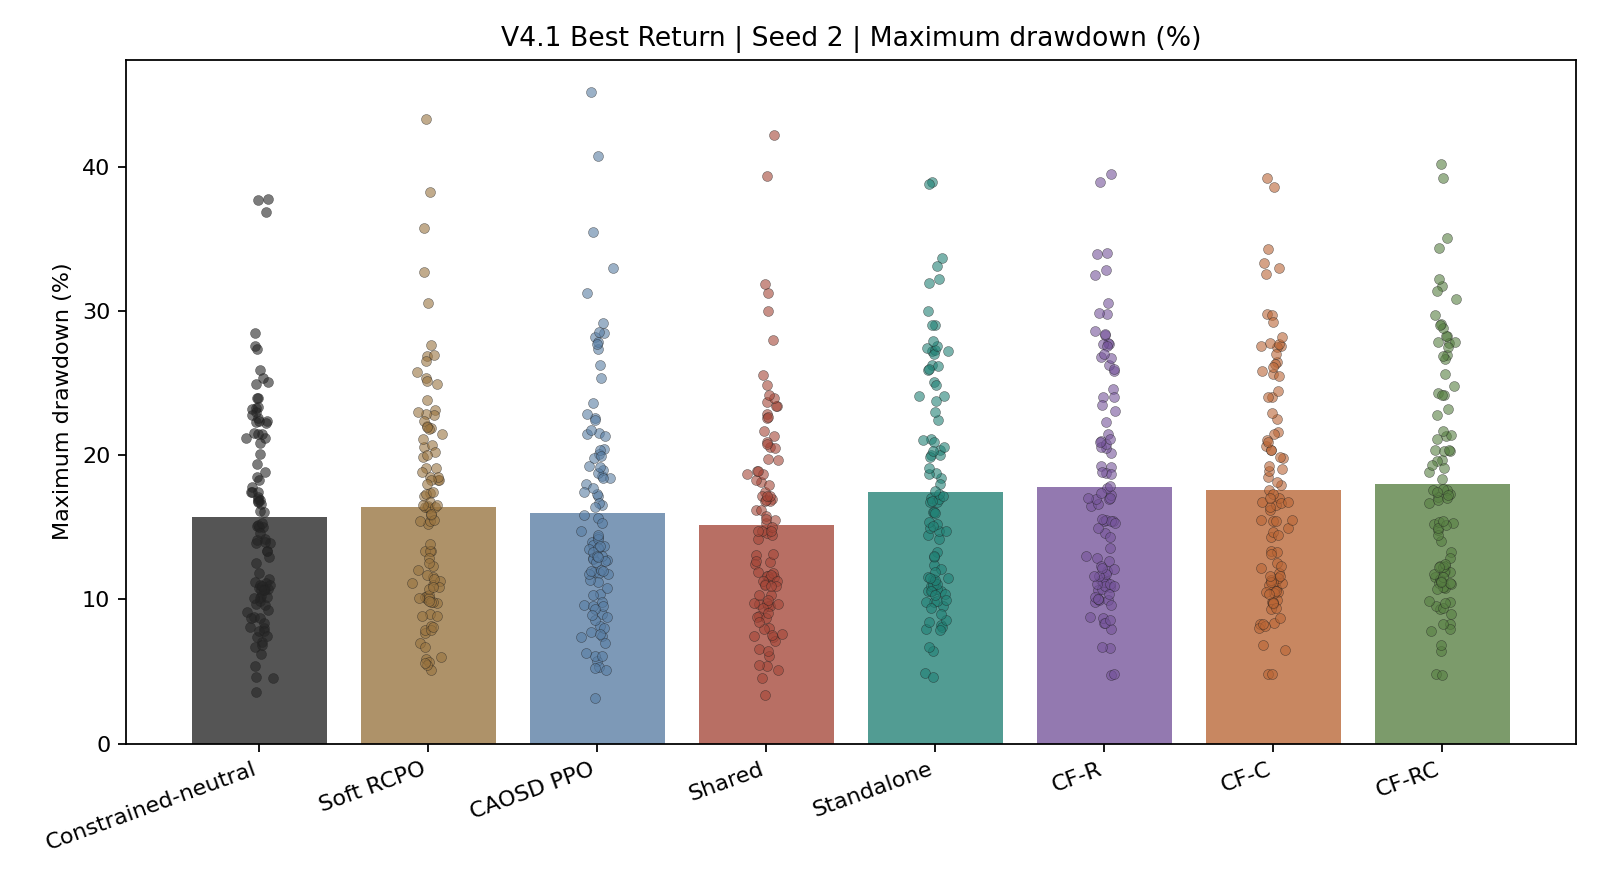 V4.1 Best Return | Seed 2 | Maximum drawdown (%)
Maximum drawdown (%)
40
30
20
10
0
Constrained-neutral
Soft RCPO
CAOSD PPO
Shared
Standalone
CF-R
CF-C
CF-RC